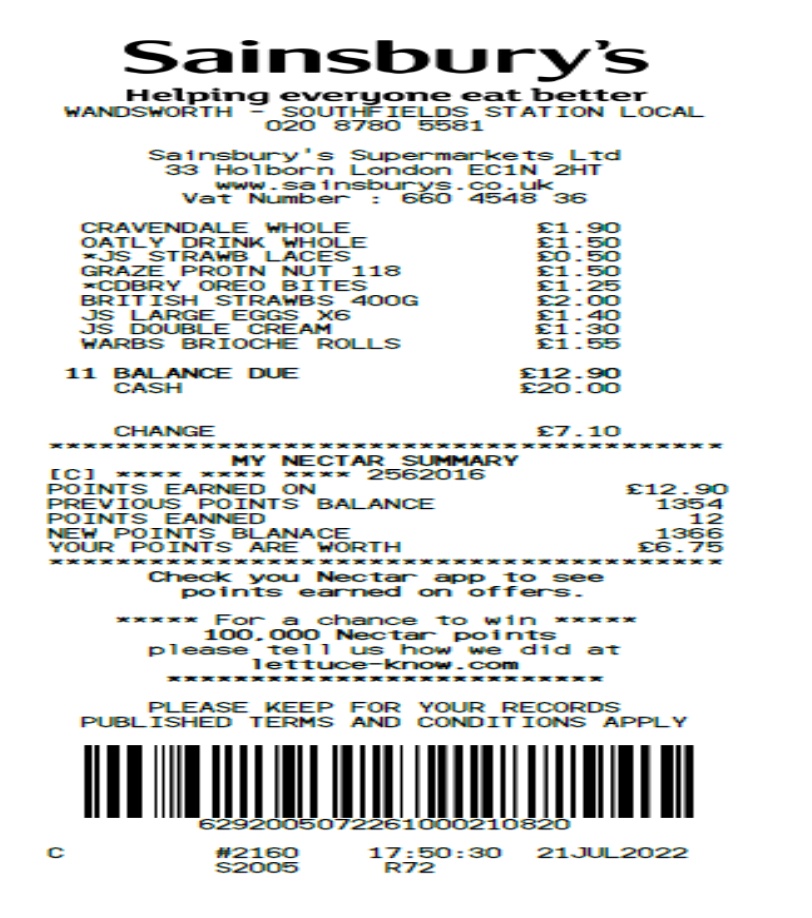 Sainsbury's
Helping everyone eat better
WANDSWORTH - SOUTHFIELDS STATION LOCAL
020 8780 5581
Sainsbury's Supermarkets Ltd
33 Holborn London EC1N 2HT
www.sainsburys.co.uk
Vat Number : 660 4548 36
CRAVENDALE WHOLE £1.90
OATLY DRINK WHOLE £1.50
*JS STRAWB LACES £0.50
GRAZE PROTN NUT 118 £1.50
*CDBRY OREO BITES £1.25
BRITISH STRAWBS 400G £2.00
JS LARGE EGGS X6 £1.40
JS DOUBLE CREAM £1.30
WARBS BRIOCHE ROLLS £1.55
11 BALANCE DUE £12.90
CASH £20.00
CHANGE £7.10
****************************************
MY NECTAR SUMMARY
[C] **** **** **** 2562016
POINTS EARNED ON £12.90
PREVIOUS POINTS BALANCE 1354
POINTS EANNED 12
NEW POINTS BLANACE 1366
YOUR POINTS ARE WORTH £6.75
****************************************
Check you Nectar app to see
points earned on offers.
***** For a chance to win *****
100,000 Nectar points
please tell us how we did at
lettuce-know.com
**************************
PLEASE KEEP FOR YOUR RECORDS
PUBLISHED TERMS AND CONDITIONS APPLY
6292005072261000210820
C #2160 17:50:30 21JUL2022
S2005 R72